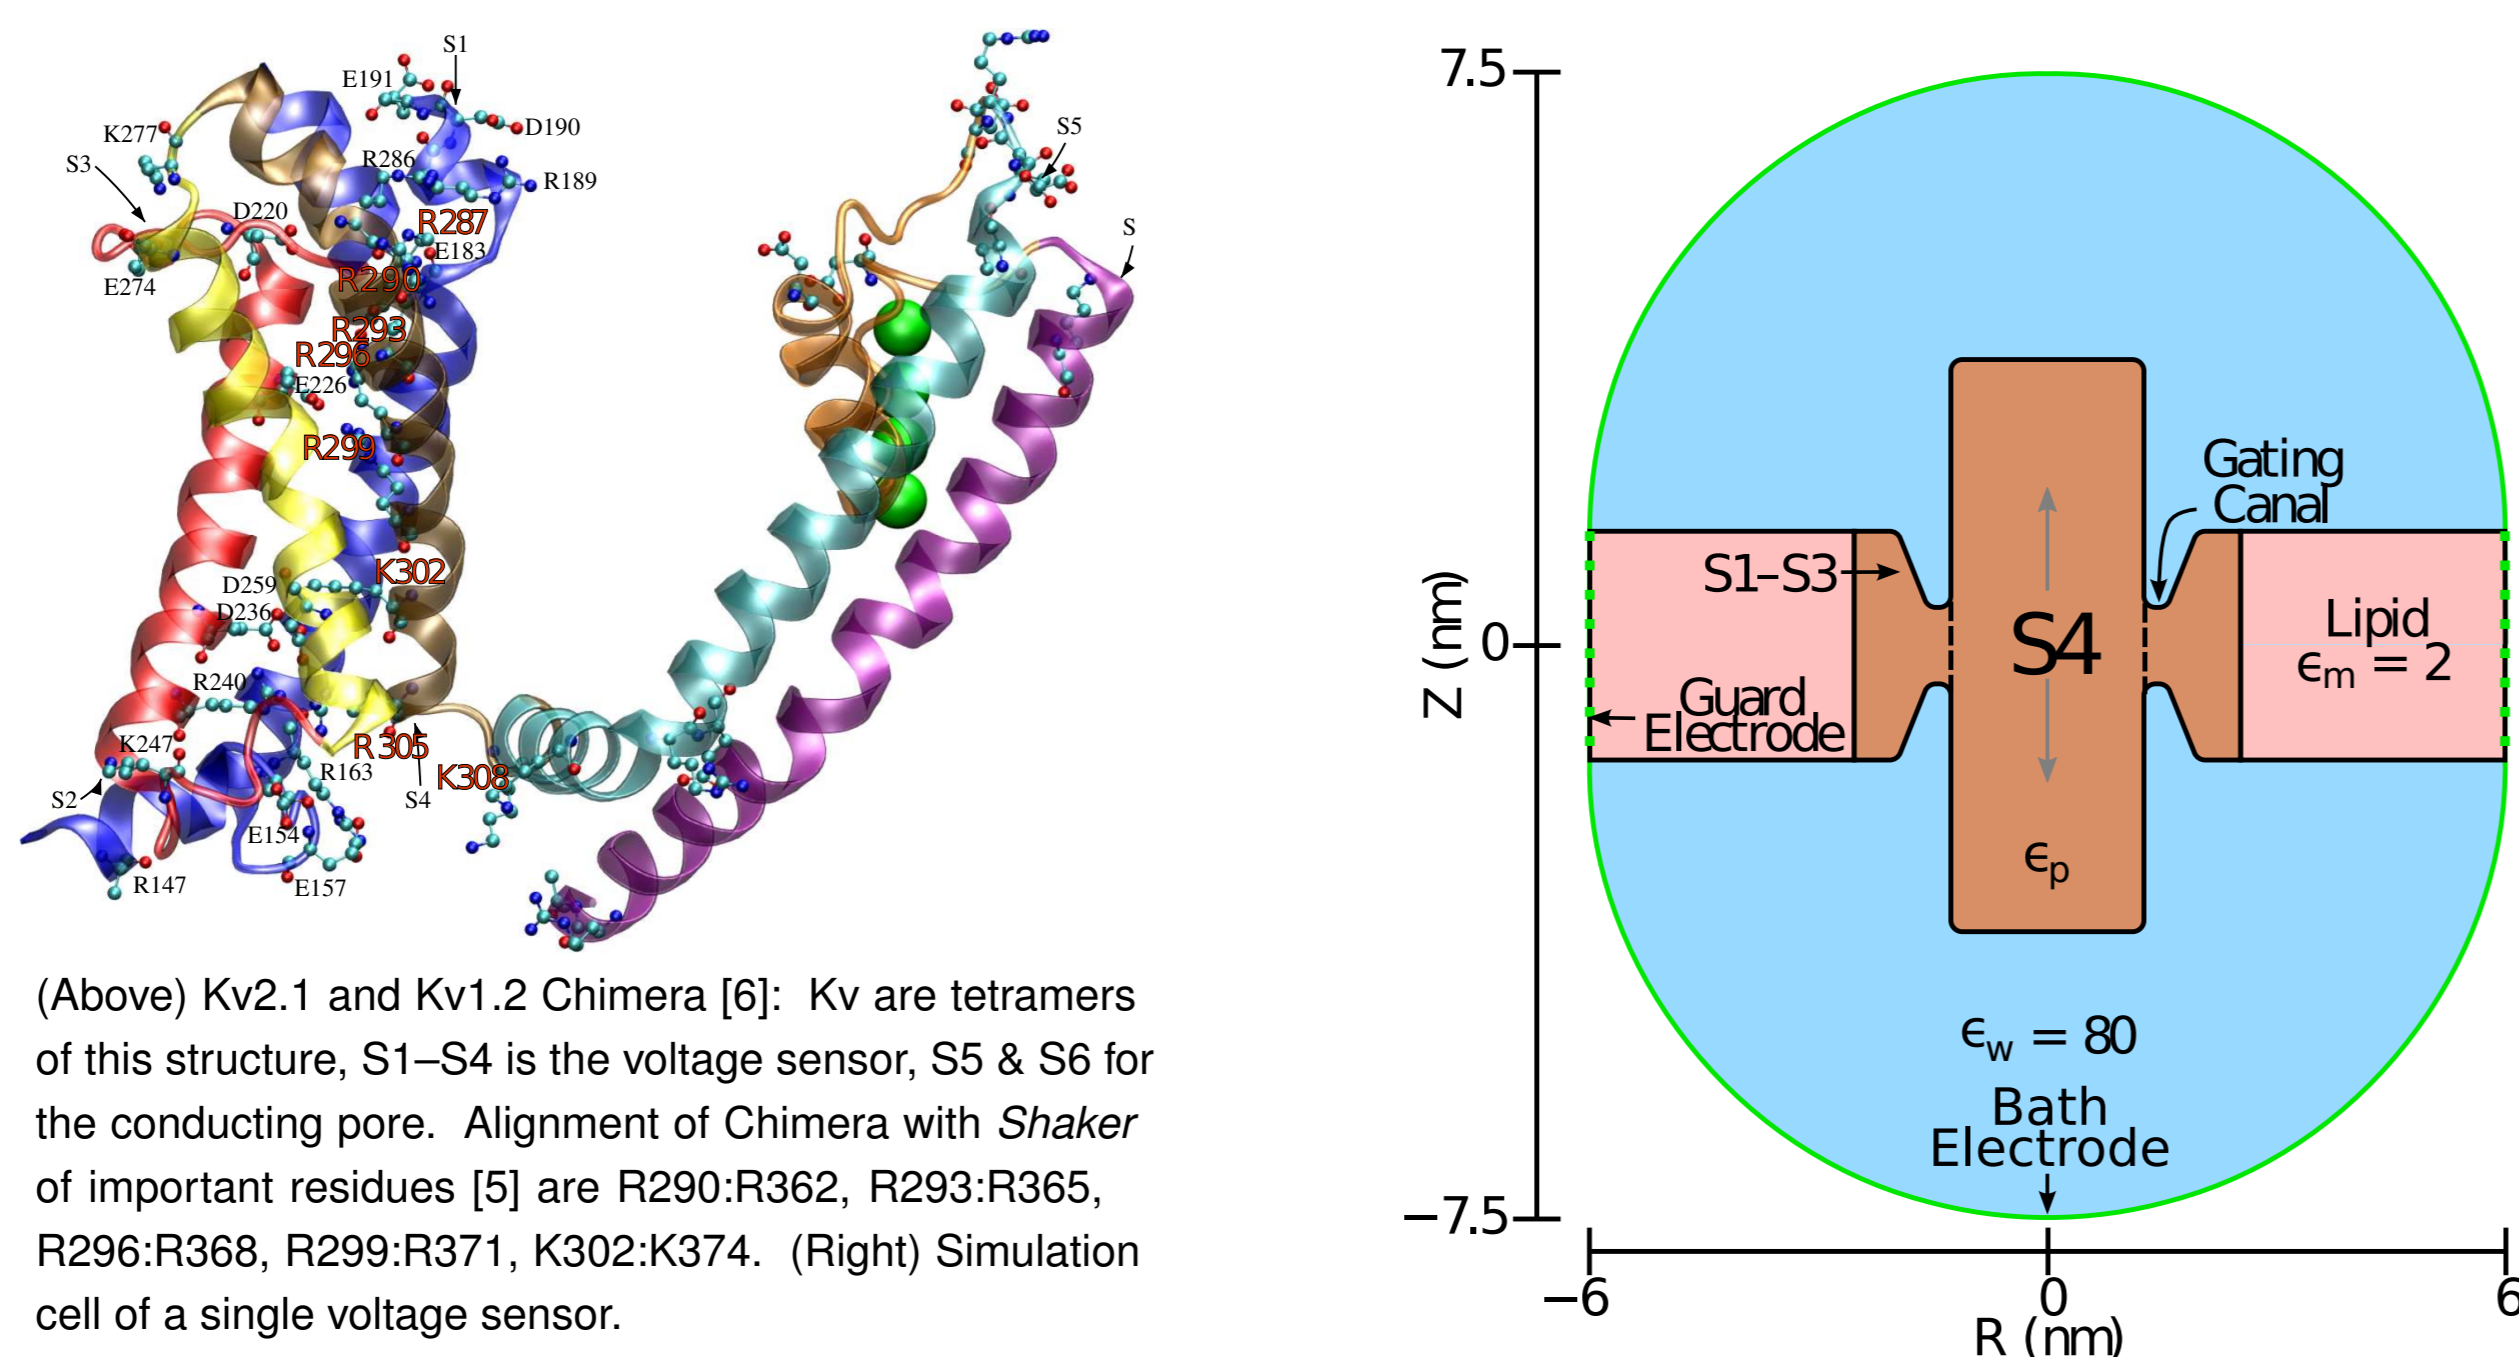 S1
E191
D190
K277
S3
R286
R189
D220
R287
E183
E274
R290
R293
R296
E226
R299
K302
D259
D236
R240
R305
K247
R163
K308
S2
S4
E154
R147
E157
S5
S
(Above) Kv2.1 and Kv1.2 Chimera [6]: Kv are tetramers
of this structure, S1–S4 is the voltage sensor, S5 & S6 for
the conducting pore. Alignment of Chimera with Shaker
of important residues [5] are R290:R362, R293:R365,
R296:R368, R299:R371, K302:K374. (Right) Simulation
cell of a single voltage sensor.
7.5
Z (nm)
0
−7.5
Gating
Canal
S1–S3
S4
Lipid
ϵm = 2
Guard
Electrode
ϵp
ϵw = 80
Bath
Electrode
−6
0
6
R (nm)